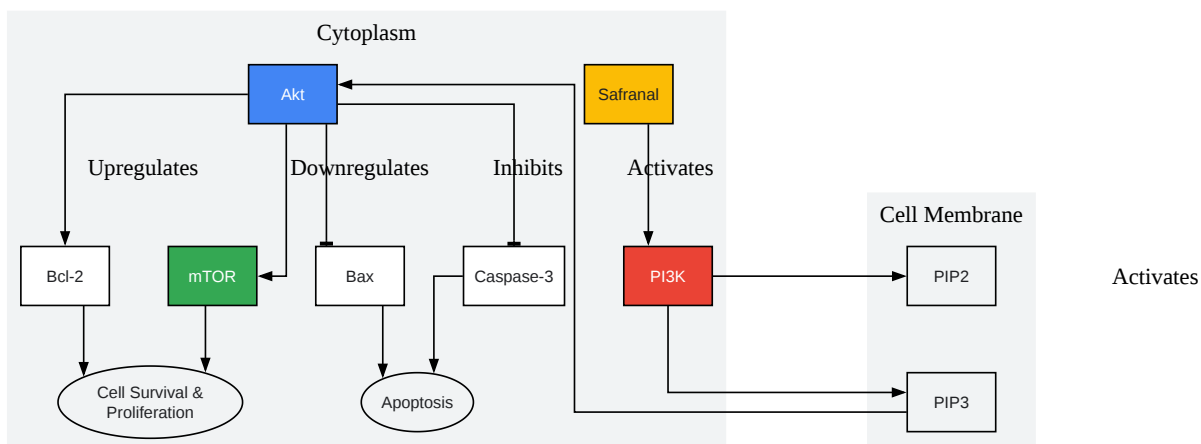 Cytoplasm
Akt
Safranal
Upregulates
Downregulates
Inhibits
Activates
Cell Membrane
Bcl-2
mTOR
Bax
Caspase-3
PI3K
PIP2
Activates
Cell Survival &
Proliferation
Apoptosis
PIP3